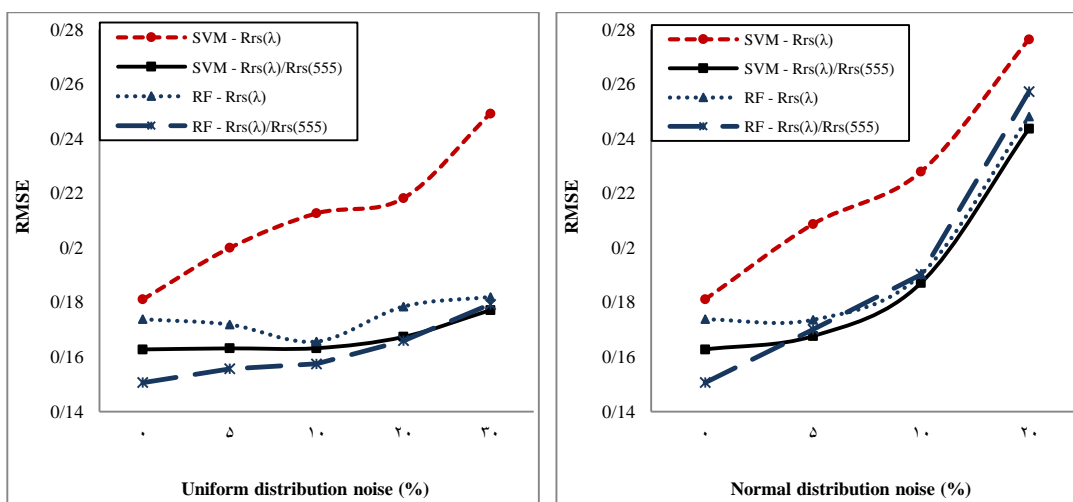 SVM - Rrs(λ)
SVM - Rrs(λ)/Rrs(555)
RF - Rrs(λ)
RF - Rrs(λ)/Rrs(555)
0/28
0/26
0/24
0/22
0/2
0/18
0/16
0/14
RMSE
۰ ۵ ۱۰ ۲۰ ۳۰
Uniform distribution noise (%)
SVM - Rrs(λ)
SVM - Rrs(λ)/Rrs(555)
RF - Rrs(λ)
RF - Rrs(λ)/Rrs(555)
0/28
0/26
0/24
0/22
0/2
0/18
0/16
0/14
RMSE
۰ ۵ ۱۰ ۲۰
Normal distribution noise (%)